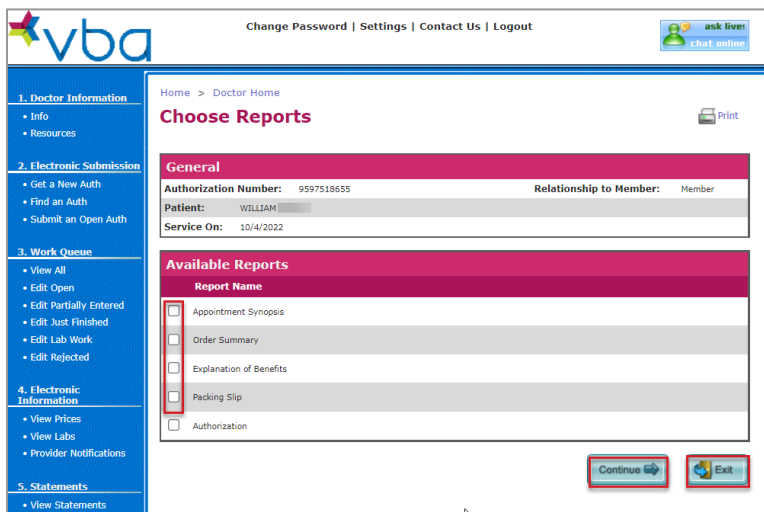 vba
Change Password | Settings | Contact Us | Logout
ask live:
chat online
1. Doctor Information
• Info
• Resources
2. Electronic Submission
• Get a New Auth
• Find an Auth
• Submit an Open Auth
3. Work Queue
• View All
• Edit Open
• Edit Partially Entered
• Edit Just Finished
• Edit Lab Work
• Edit Rejected
4. Electronic
Information
• View Prices
• View Labs
• Provider Notifications
5. Statements
• View Statements
Home > Doctor Home
Choose Reports
Print
General
Authorization Number: 9597518655 Relationship to Member: Member
Patient: WILLIAM
Service On: 10/4/2022
Available Reports
Report Name
Appointment Synopsis
Order Summary
Explanation of Benefits
Packing Slip
Authorization
Continue
Exit